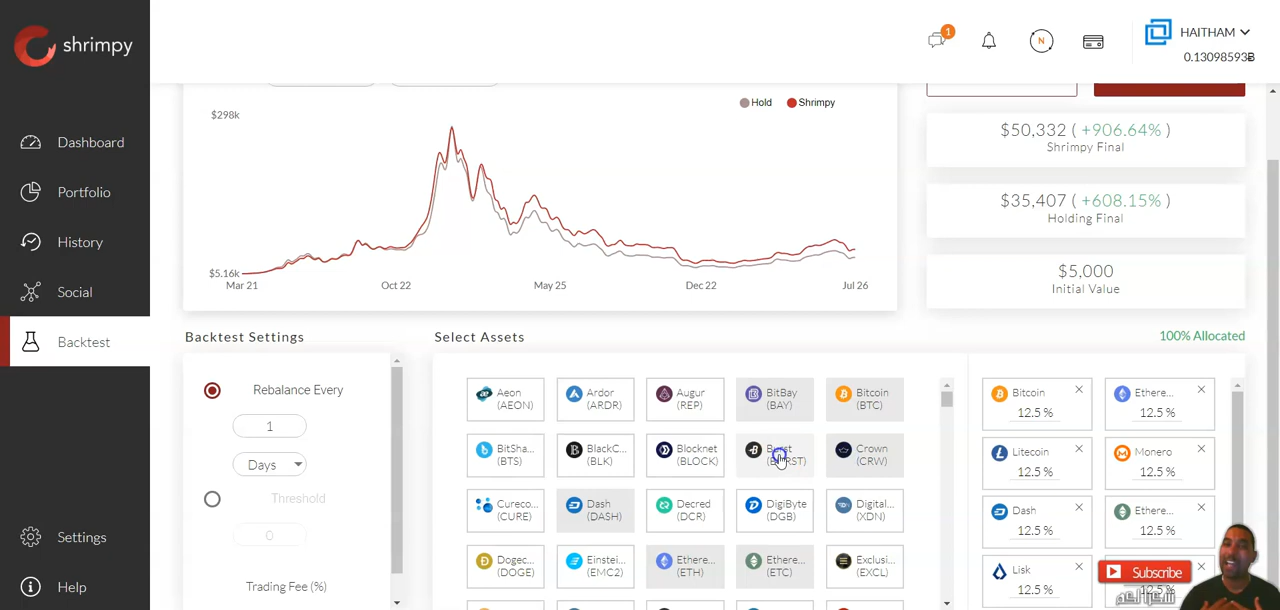 shrimpy
1
N
HAITHAM
0.13098593Ƀ
Dashboard
Portfolio
History
Social
Backtest
Settings
Help
$298k
Hold
Shrimpy
$5.16k
Mar 21
Oct 22
May 25
Dec 22
Jul 26
$50,332 ( +906.64% )
Shrimpy Final
$35,407 ( +608.15% )
Holding Final
$5,000
Initial Value
Backtest Settings
Select Assets
100% Allocated
Rebalance Every
1
Days
Threshold
0
Trading Fee (%)
Aeon
(AEON)
Ardor
(ARDR)
Augur
(REP)
BitBay
(BAY)
Bitcoin
(BTC)
BitSha...
(BTS)
BlackC...
(BLK)
Blocknet
(BLOCK)
Burst
(BURST)
Crown
(CRW)
Cureco...
(CURE)
Dash
(DASH)
Decred
(DCR)
DigiByte
(DGB)
Digital...
(XDN)
Dogec...
(DOGE)
Einstei...
(EMC2)
Ethere...
(ETH)
Ethere...
(ETC)
Exclusi...
(EXCL)
Bitcoin
12.5 %
Ethere...
12.5 %
Litecoin
12.5 %
Monero
12.5 %
Dash
12.5 %
Ethere...
12.5 %
Lisk
12.5 %
Subscribe